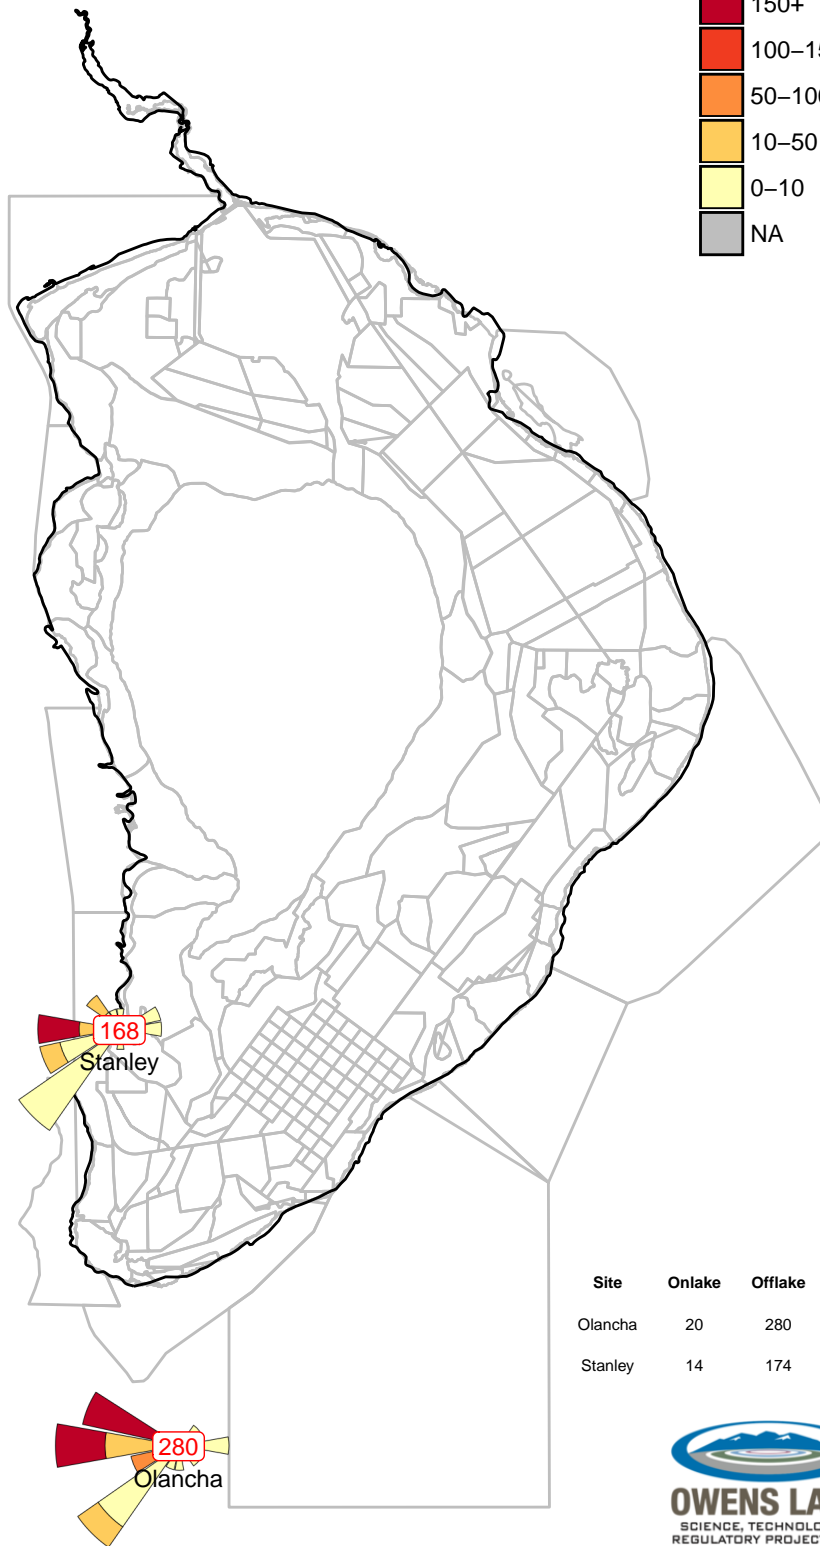 150+
100–15
50–100
10–50
0–10
NA
168
Stanley
Site Onlake Offlake
Olancha 20 280
Stanley 14 174
280
Olancha
OWENS LA
SCIENCE, TECHNOLO
REGULATORY PROJEC